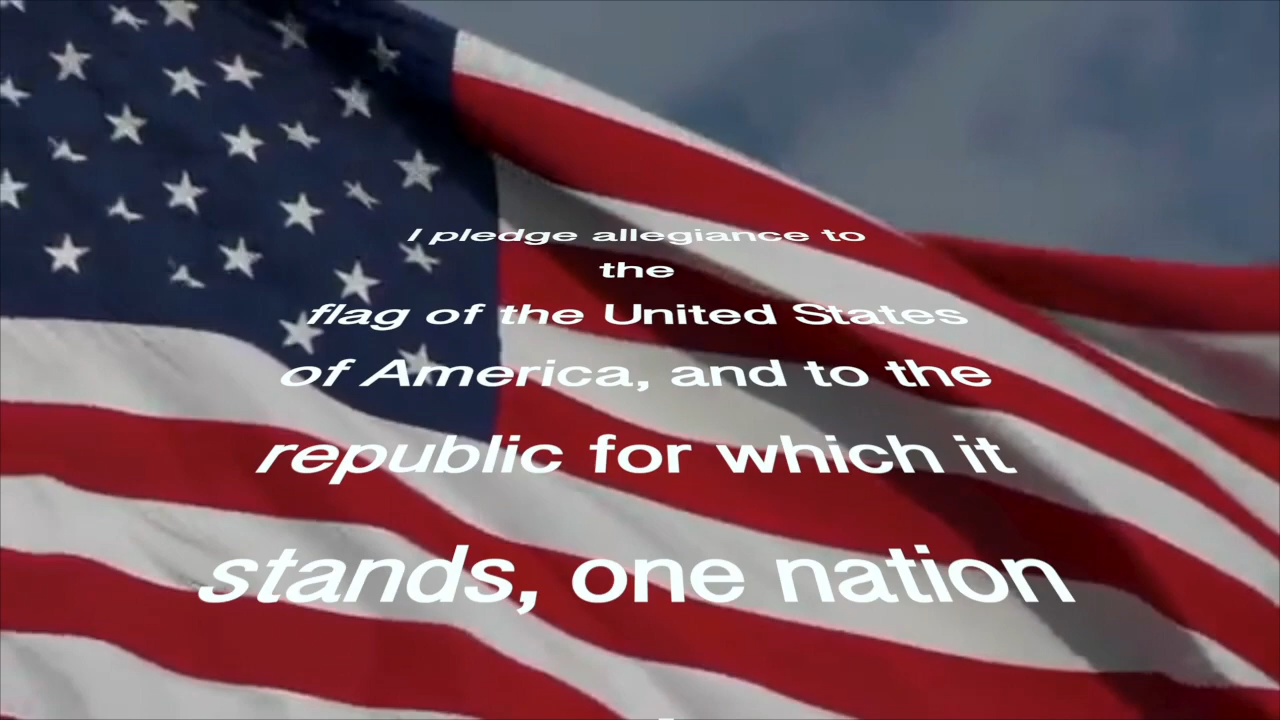 I pledge allegiance to
the
flag of the United States
of America, and to the
republic for which it
stands, one nation